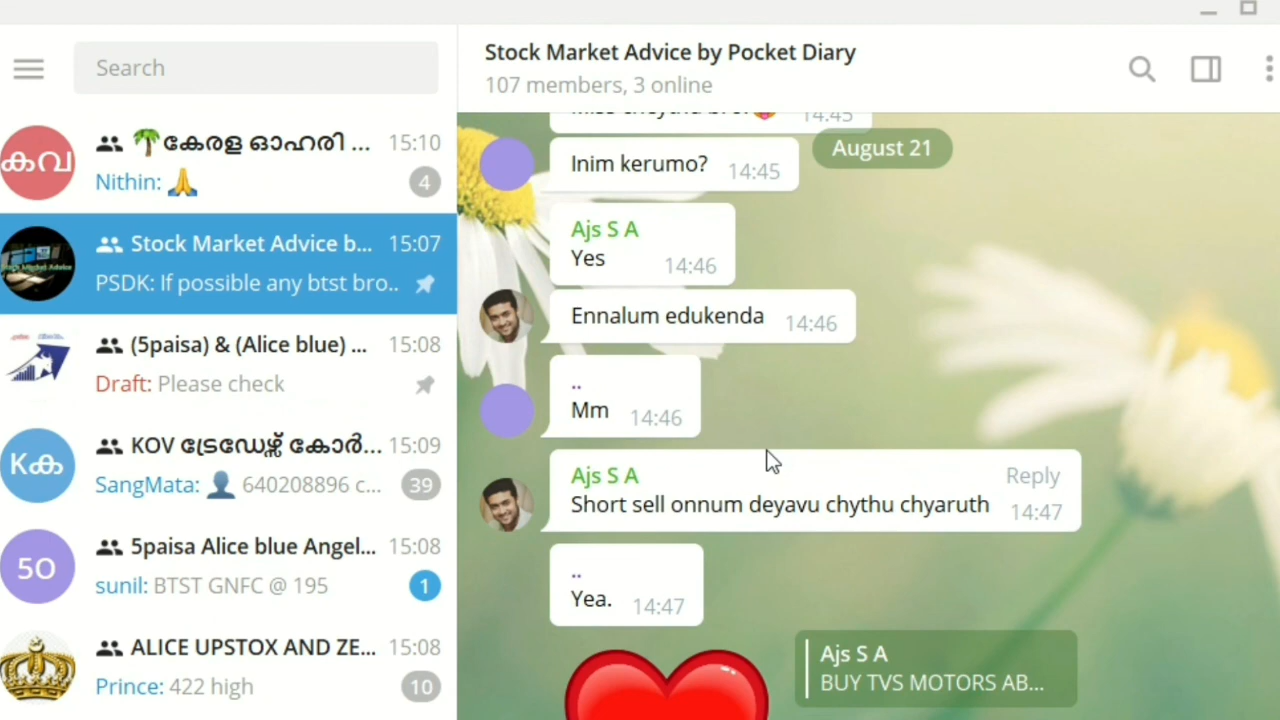 Search
കവ
🌴കേരള ഓഹരി ...
15:10
Nithin: 🙏
4
Stock Market Advice b...
15:07
PSDK: If possible any btst bro..
(5paisa) & (Alice blue) ...
15:08
Draft: Please check
Kക
KOV ട്രേഡേഴ്സ് കോർ...
15:09
SangMata: 👤 640208896 c...
39
5O
5paisa Alice blue Angel...
15:08
sunil: BTST GNFC @ 195
1
ALICE UPSTOX AND ZE...
15:08
Prince: 422 high
10
Stock Market Advice by Pocket Diary
107 members, 3 online
14:45
August 21
Inim kerumo?
14:45
Ajs S A
Yes
14:46
Ennalum edukenda
14:46
..
Mm
14:46
Ajs S A
Reply
Short sell onnum deyavu chythu chyaruth
14:47
..
Yea.
14:47
Ajs S A
BUY TVS MOTORS AB...